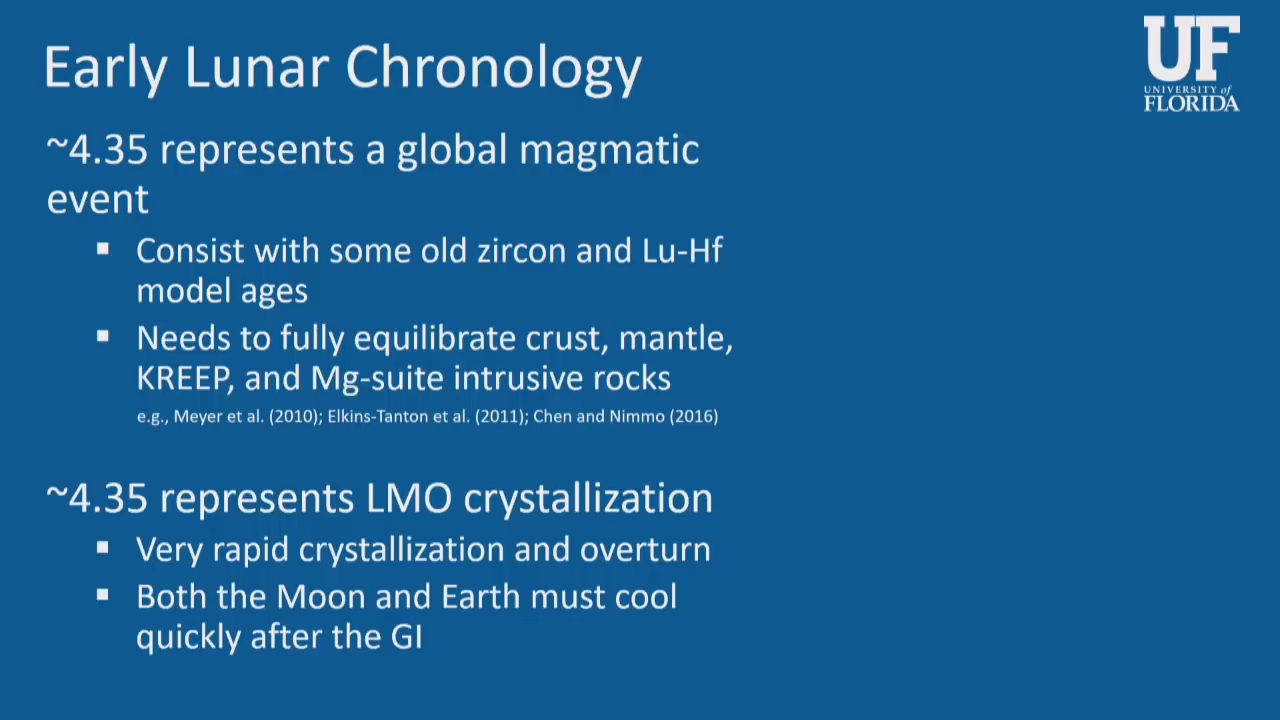 Early Lunar Chronology
UF
UNIVERSITY of
FLORIDA
~4.35 represents a global magmatic
event
▪ Consist with some old zircon and Lu-Hf
model ages
▪ Needs to fully equilibrate crust, mantle,
KREEP, and Mg-suite intrusive rocks
e.g., Meyer et al. (2010); Elkins-Tanton et al. (2011); Chen and Nimmo (2016)
~4.35 represents LMO crystallization
▪ Very rapid crystallization and overturn
▪ Both the Moon and Earth must cool
quickly after the GI